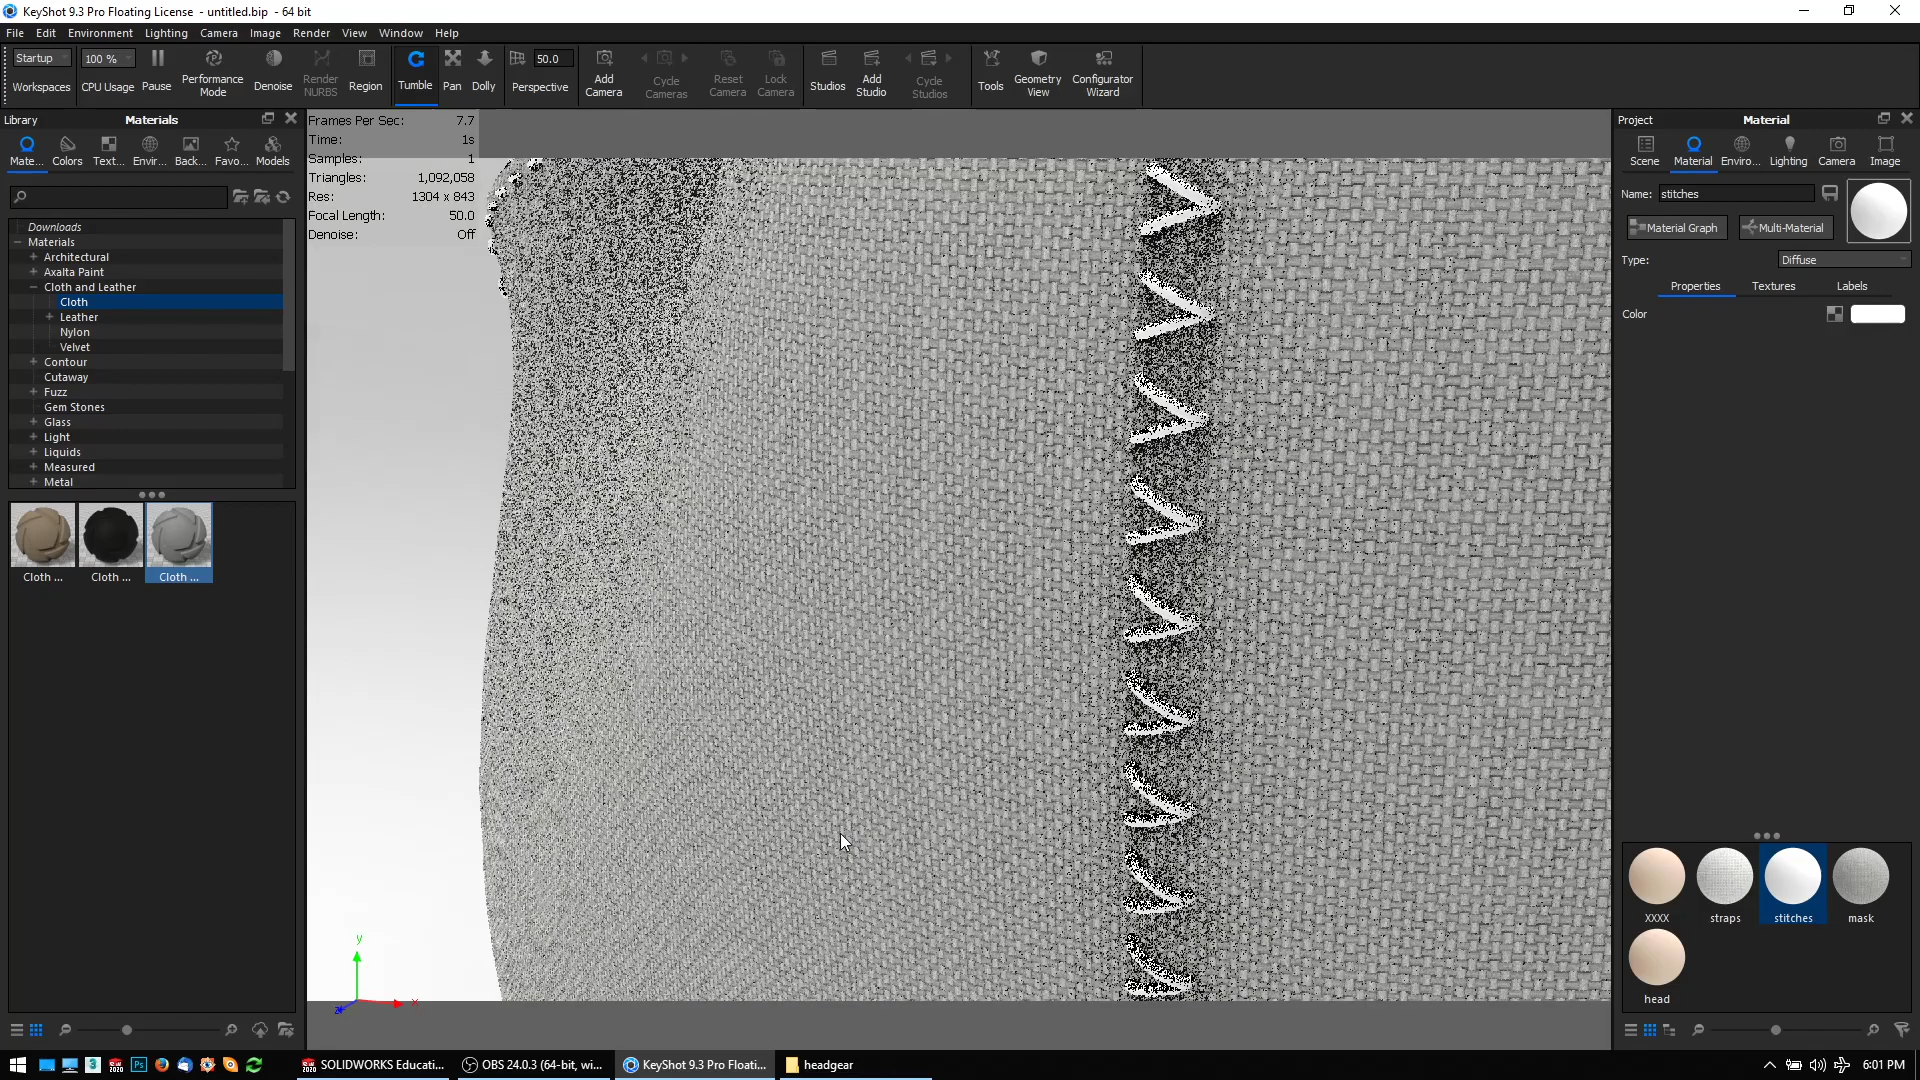 KeyShot 9.3 Pro Floating License - untitled.bip - 64 bit
File Edit Environment Lighting Camera Image Render View Window Help
Startup 100 % 50.0
Workspaces CPU Usage Pause Performance Mode Denoise Render NURBS Region Tumble Pan Dolly Perspective Add Camera Cycle Cameras Reset Camera Lock Camera Studios Add Studio Cycle Studios Tools Geometry View Configurator Wizard
Library Materials
Mate... Colors Text... Envir... Back... Favo... Models
Downloads
Materials
Architectural
Axalta Paint
Cloth and Leather
Cloth
Leather
Nylon
Velvet
Contour
Cutaway
Fuzz
Gem Stones
Glass
Light
Liquids
Measured
Metal
Cloth ... Cloth ... Cloth ...
Frames Per Sec: 7.7
Time: 1s
Samples: 1
Triangles: 1,092,058
Res: 1304 x 843
Focal Length: 50.0
Denoise: Off
y
x
z
Project Material
Scene Material Enviro... Lighting Camera Image
Name: stitches
Material Graph Multi-Material
Type: Diffuse
Properties Textures Labels
Color
XXXX straps stitches mask
head
SOLIDWORKS Educati... OBS 24.0.3 (64-bit, wi... KeyShot 9.3 Pro Floati... headgear 6:01 PM